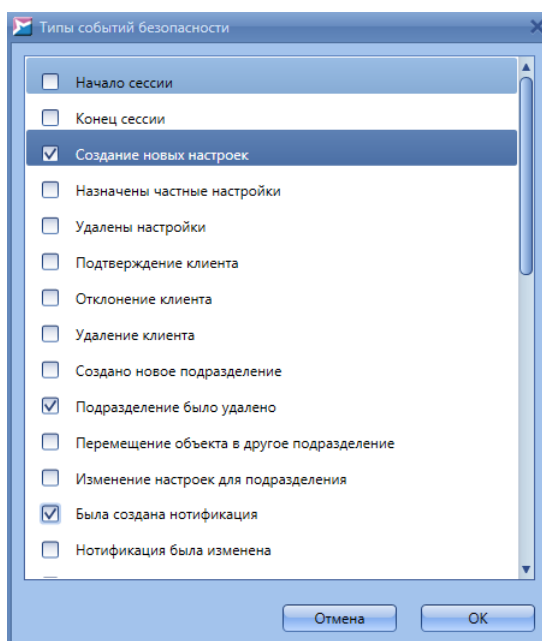 Типы событий безопасности
Начало сессии
Конец сессии
Создание новых настроек
Назначены частные настройки
Удалены настройки
Подтверждение клиента
Отклонение клиента
Удаление клиента
Создано новое подразделение
Подразделение было удалено
Перемещение объекта в другое подразделение
Изменение настроек для подразделения
Была создана нотификация
Нотификация была изменена
Отмена
ОК